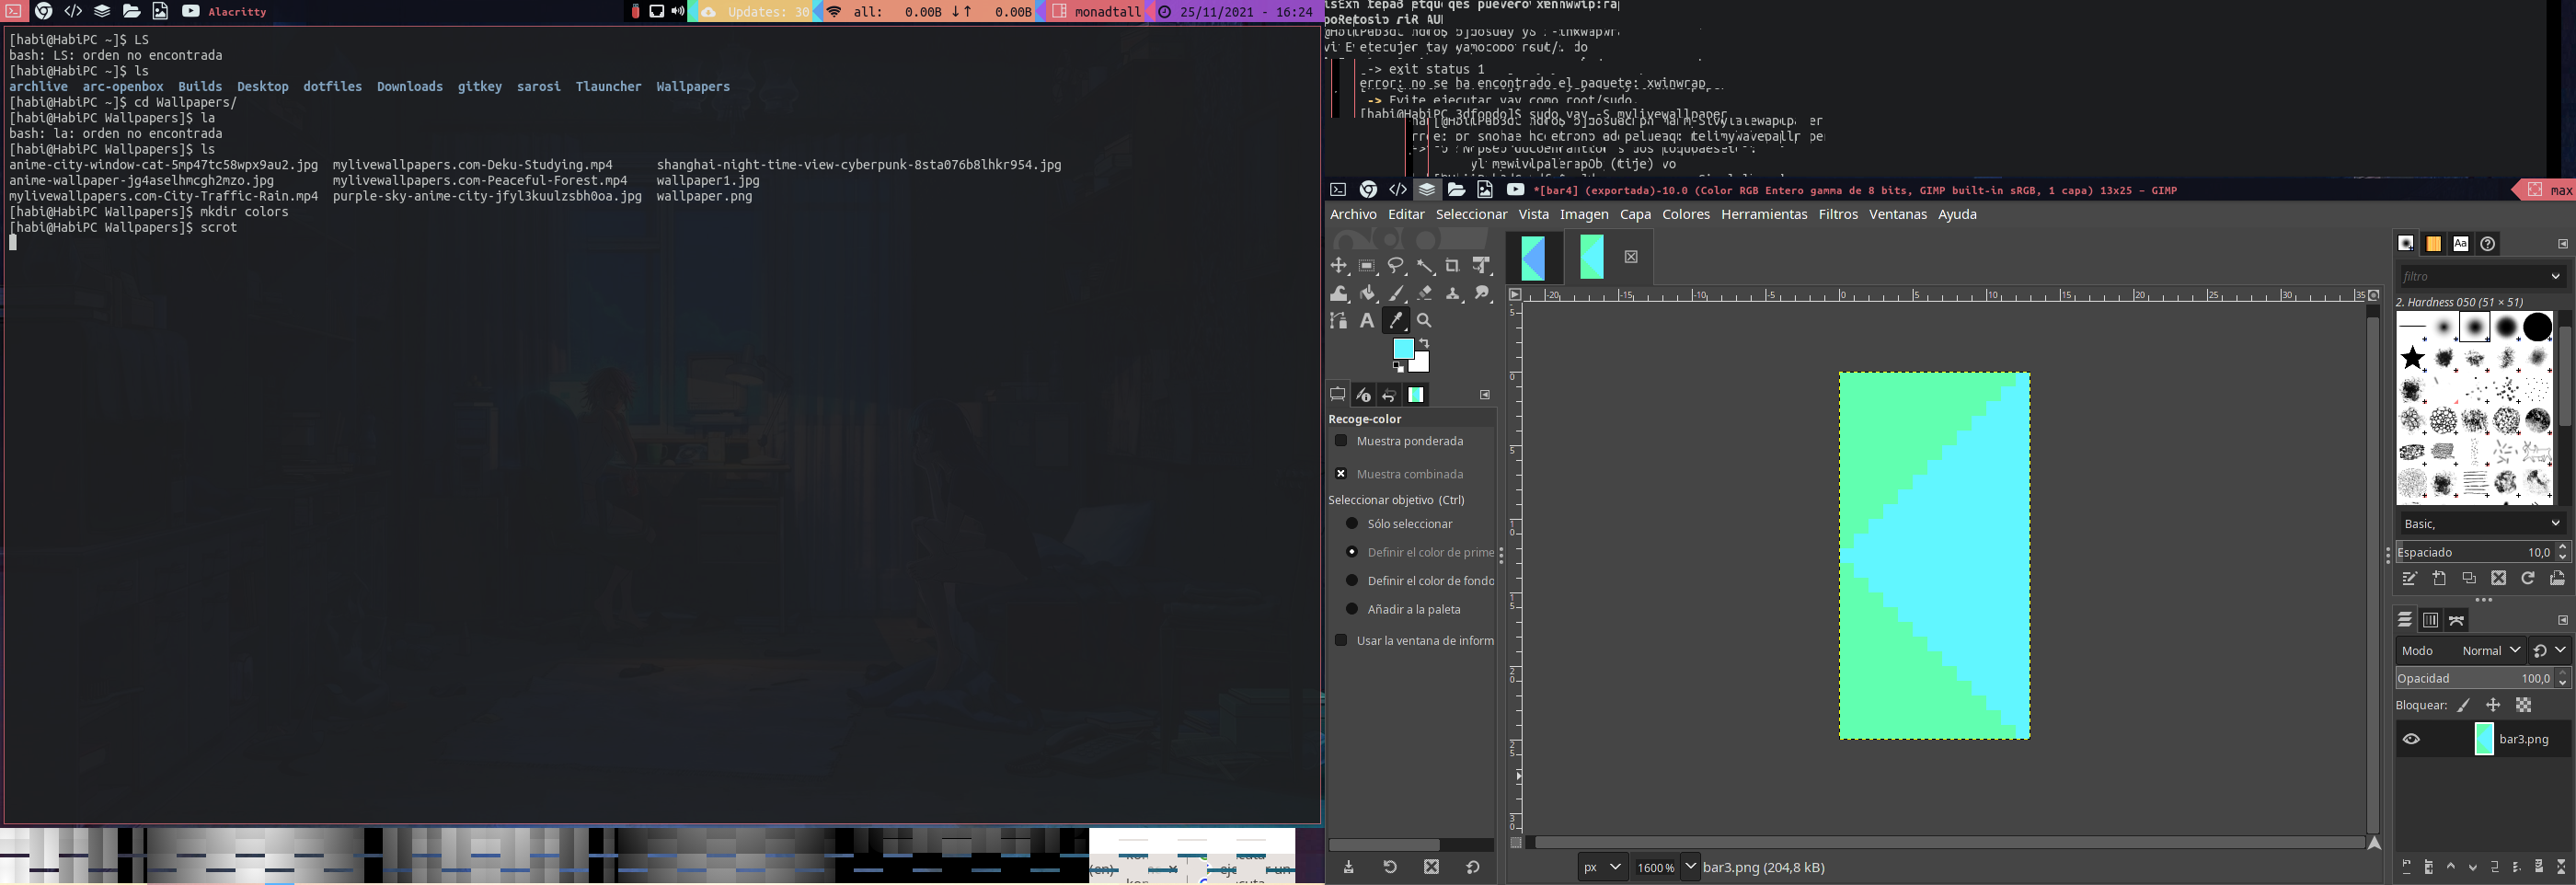 Alacritty
Updates: 30
all: 0.00B ↓↑ 0.00B
monadtall
25/11/2021 - 16:24
[habi@HabiPC ~]$ LS
bash: LS: orden no encontrada
[habi@HabiPC ~]$ ls
archlive arc-openbox Builds Desktop dotfiles Downloads gitkey sarosi Tlauncher Wallpapers
[habi@HabiPC ~]$ cd Wallpapers/
[habi@HabiPC Wallpapers]$ la
bash: la: orden no encontrada
[habi@HabiPC Wallpapers]$ ls
anime-city-window-cat-5mp47tc58wpx9au2.jpg mylivewallpapers.com-Deku-Studying.mp4 shanghai-night-time-view-cyberpunk-8sta076b8lhkr954.jpg
anime-wallpaper-jg4aselhmcgh2mzo.jpg mylivewallpapers.com-Peaceful-Forest.mp4 wallpaper1.jpg
mylivewallpapers.com-City-Traffic-Rain.mp4 purple-sky-anime-city-jfyl3kuulzsbh0oa.jpg wallpaper.png
[habi@HabiPC Wallpapers]$ mkdir colors
[habi@HabiPC Wallpapers]$ scrot
-> exit status 1
error: no se ha encontrado el paquete: xwinwrap
-> Evite ejecutar yay como root/sudo.
[habi@HabiPC 3dfondo]$ sudo yay -S mylivewallpaper
*[bar4] (exportada)-10.0 (Color RGB Entero gamma de 8 bits, GIMP built-in sRGB, 1 capa) 13x25 – GIMP
max
Archivo Editar Seleccionar Vista Imagen Capa Colores Herramientas Filtros Ventanas Ayuda
Recoge-color
Muestra ponderada
Muestra combinada
Seleccionar objetivo (Ctrl)
Sólo seleccionar
Definir el color de prime
Definir el color de fondo
Añadir a la paleta
Usar la ventana de inform
-20 -15 -10 -5 0 5 10 15 20 25 30 35
5
0
5
10
15
20
25
30
px
1600 %
bar3.png (204,8 kB)
filtro
2. Hardness 050 (51 × 51)
Basic,
Espaciado 10,0
Modo Normal
Opacidad 100,0
Bloquear:
bar3.png